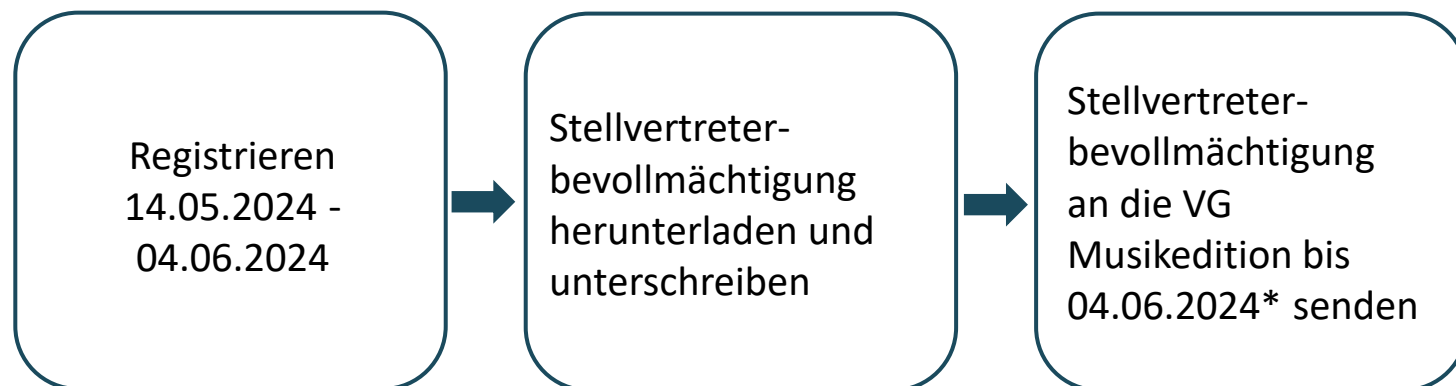 Registrieren
14.05.2024 -
04.06.2024
Stellvertreter-
bevollmächtigung
herunterladen und
unterschreiben
Stellvertreter-
bevollmächtigung
an die VG
Musikedition bis
04.06.2024* senden